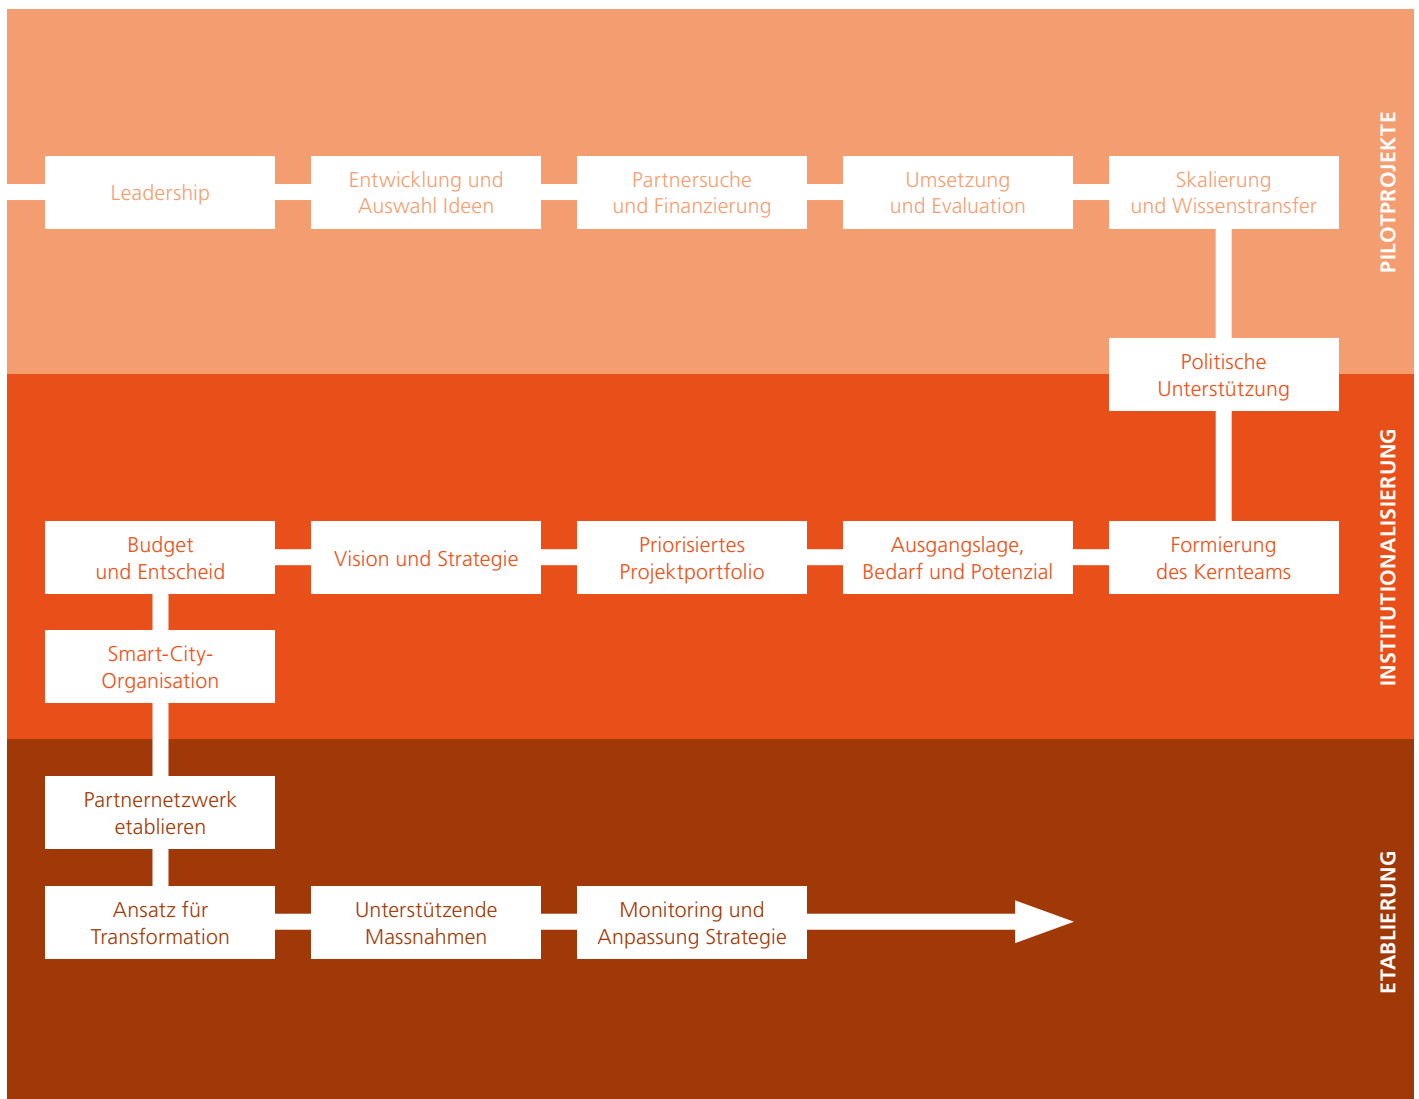 PILOTPROJEKTE
Leadership
Entwicklung und
Auswahl Ideen
Partnersuche
und Finanzierung
Umsetzung
und Evaluation
Skalierung
und Wissenstransfer
Politische
Unterstützung
INSTITUTIONALISIERUNG
Formierung
des Kernteams
Ausgangslage,
Bedarf und Potenzial
Priorisiertes
Projektportfolio
Vision und Strategie
Budget
und Entscheid
Smart-City-
Organisation
ETABLIERUNG
Partnernetzwerk
etablieren
Ansatz für
Transformation
Unterstützende
Massnahmen
Monitoring und
Anpassung Strategie